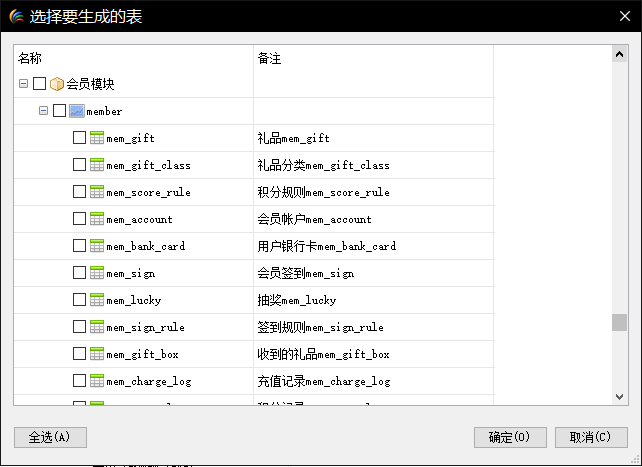 选择要生成的表
名称 备注
会员模块
member
mem_gift 礼品mem_gift
mem_gift_class 礼品分类mem_gift_class
mem_score_rule 积分规则mem_score_rule
mem_account 会员帐户mem_account
mem_bank_card 用户银行卡mem_bank_card
mem_sign 会员签到mem_sign
mem_lucky 抽奖mem_lucky
mem_sign_rule 签到规则mem_sign_rule
mem_gift_box 收到的礼品mem_gift_box
mem_charge_log 充值记录mem_charge_log
全选(A) 确定(O) 取消(C)